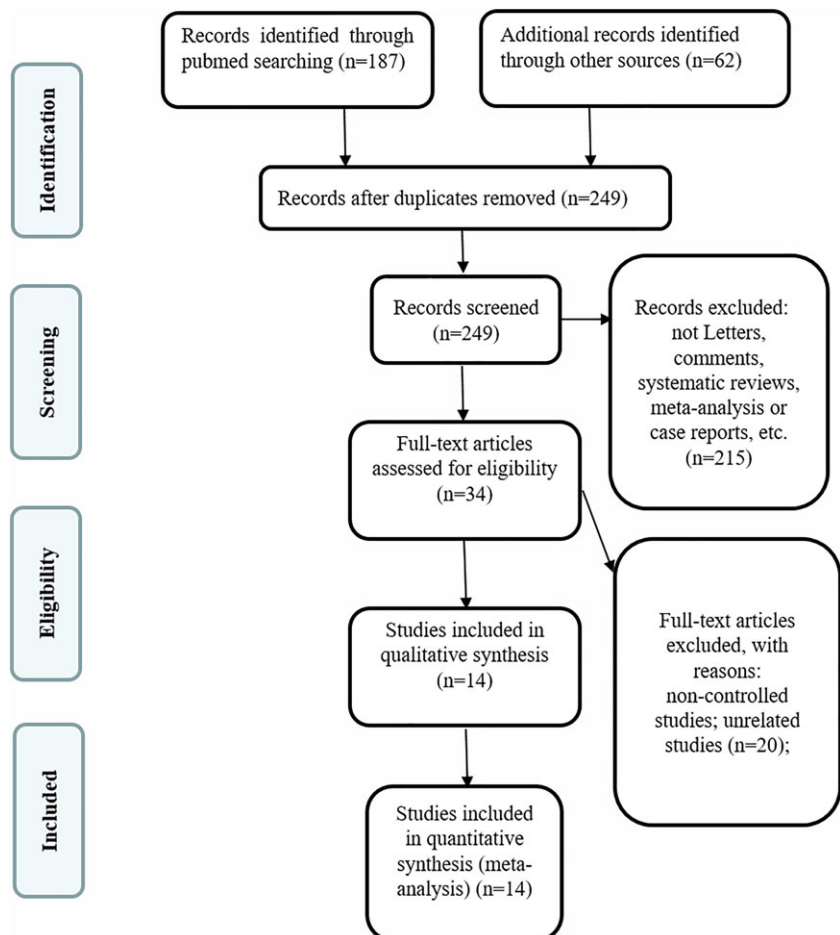 Records identified through
pubmed searching (n=187)
Additional records identified
through other sources (n=62)
Identification
Records after duplicates removed (n=249)
Screening
Records screened
(n=249)
Records excluded:
not Letters,
comments,
systematic reviews,
meta-analysis or
case reports, etc.
(n=215)
Full-text articles
assessed for eligibility
(n=34)
Eligibility
Full-text articles
excluded, with
reasons:
non-controlled
studies; unrelated
studies (n=20);
Studies included in
qualitative synthesis
(n=14)
Included
Studies included
in quantitative
synthesis (meta-
analysis) (n=14)